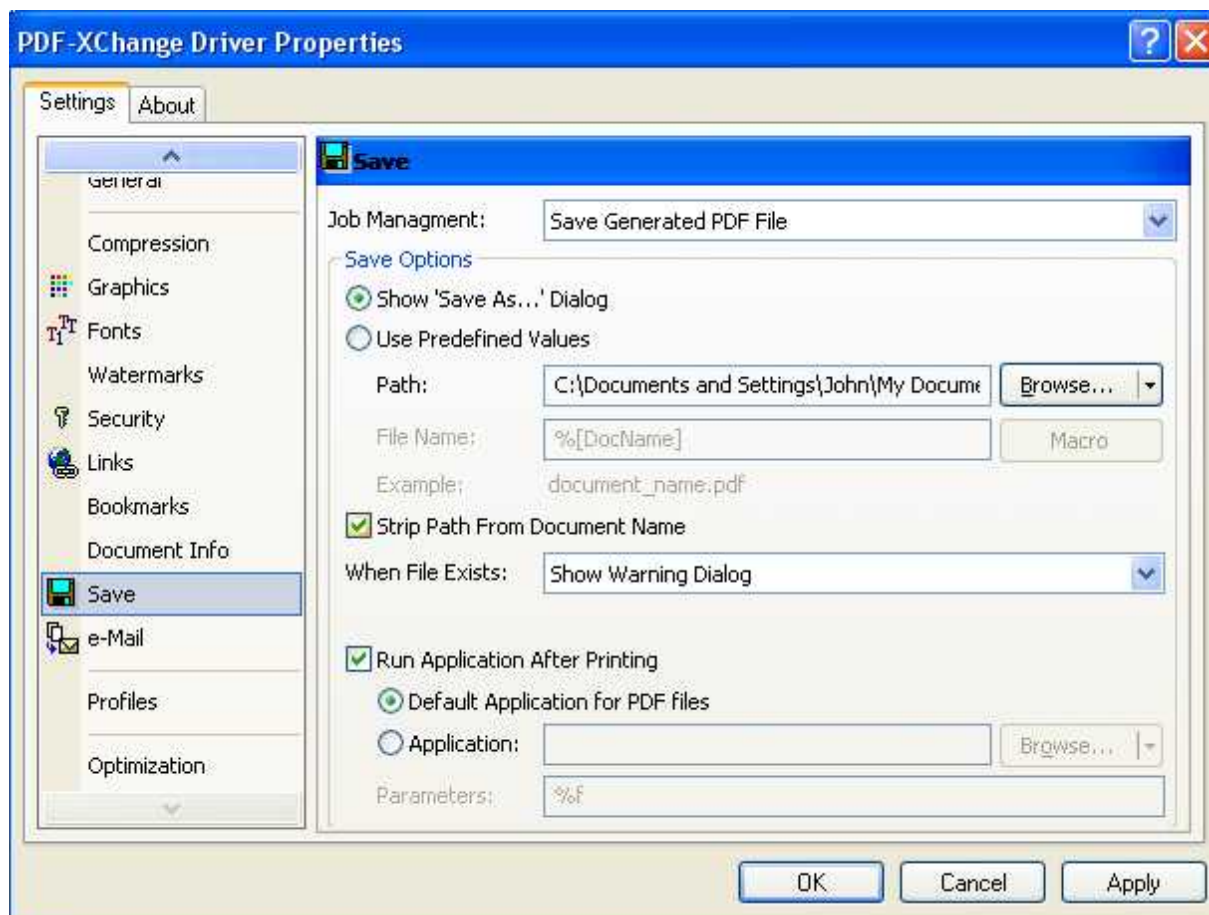 PDF-XChange Driver Properties
Settings
About
General
Compression
Graphics
Fonts
Watermarks
Security
Links
Bookmarks
Document Info
Save
e-Mail
Profiles
Optimization
Save
Job Managment:
Save Generated PDF File
Save Options
Show 'Save As...' Dialog
Use Predefined Values
Path:
C:\Documents and Settings\John\My Docume
Browse...
File Name:
%[DocName]
Macro
Example:
document_name.pdf
Strip Path From Document Name
When File Exists:
Show Warning Dialog
Run Application After Printing
Default Application for PDF files
Application:
Browse...
Parameters:
%f
OK
Cancel
Apply